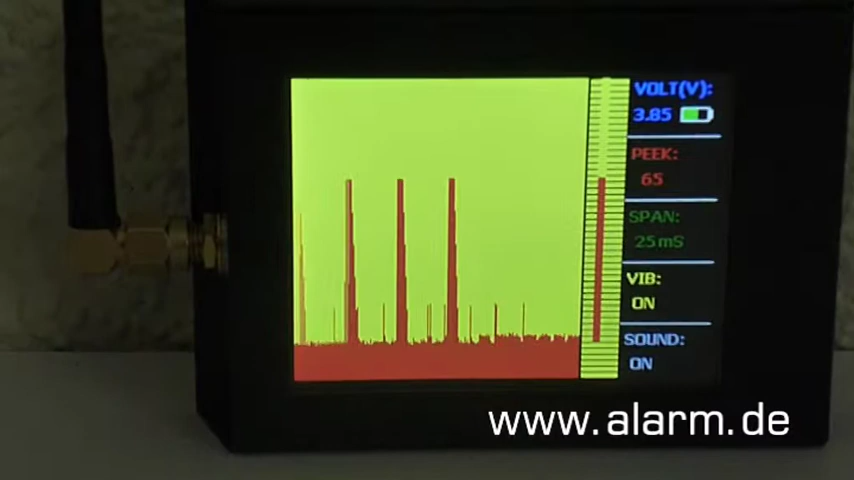 VOLT(V):
3.85
PEEK:
65
SPAN:
25mS
VIB:
ON
SOUND:
ON
www.alarm.de